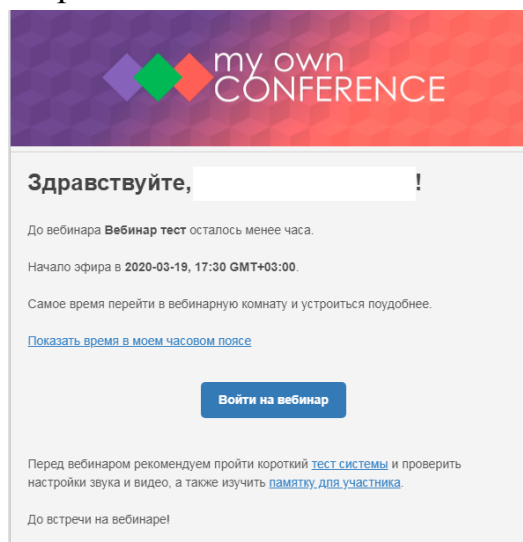 my own
CONFERENCE
Здравствуйте, !
До вебинара Вебинар тест осталось менее часа.
Начало эфира в 2020-03-19, 17:30 GMT+03:00.
Самое время перейти в вебинарную комнату и устроиться поудобнее.
Показать время в моем часовом поясе
Войти на вебинар
Перед вебинаром рекомендуем пройти короткий тест системы и проверить
настройки звука и видео, а также изучить памятку для участника.
До встречи на вебинаре!